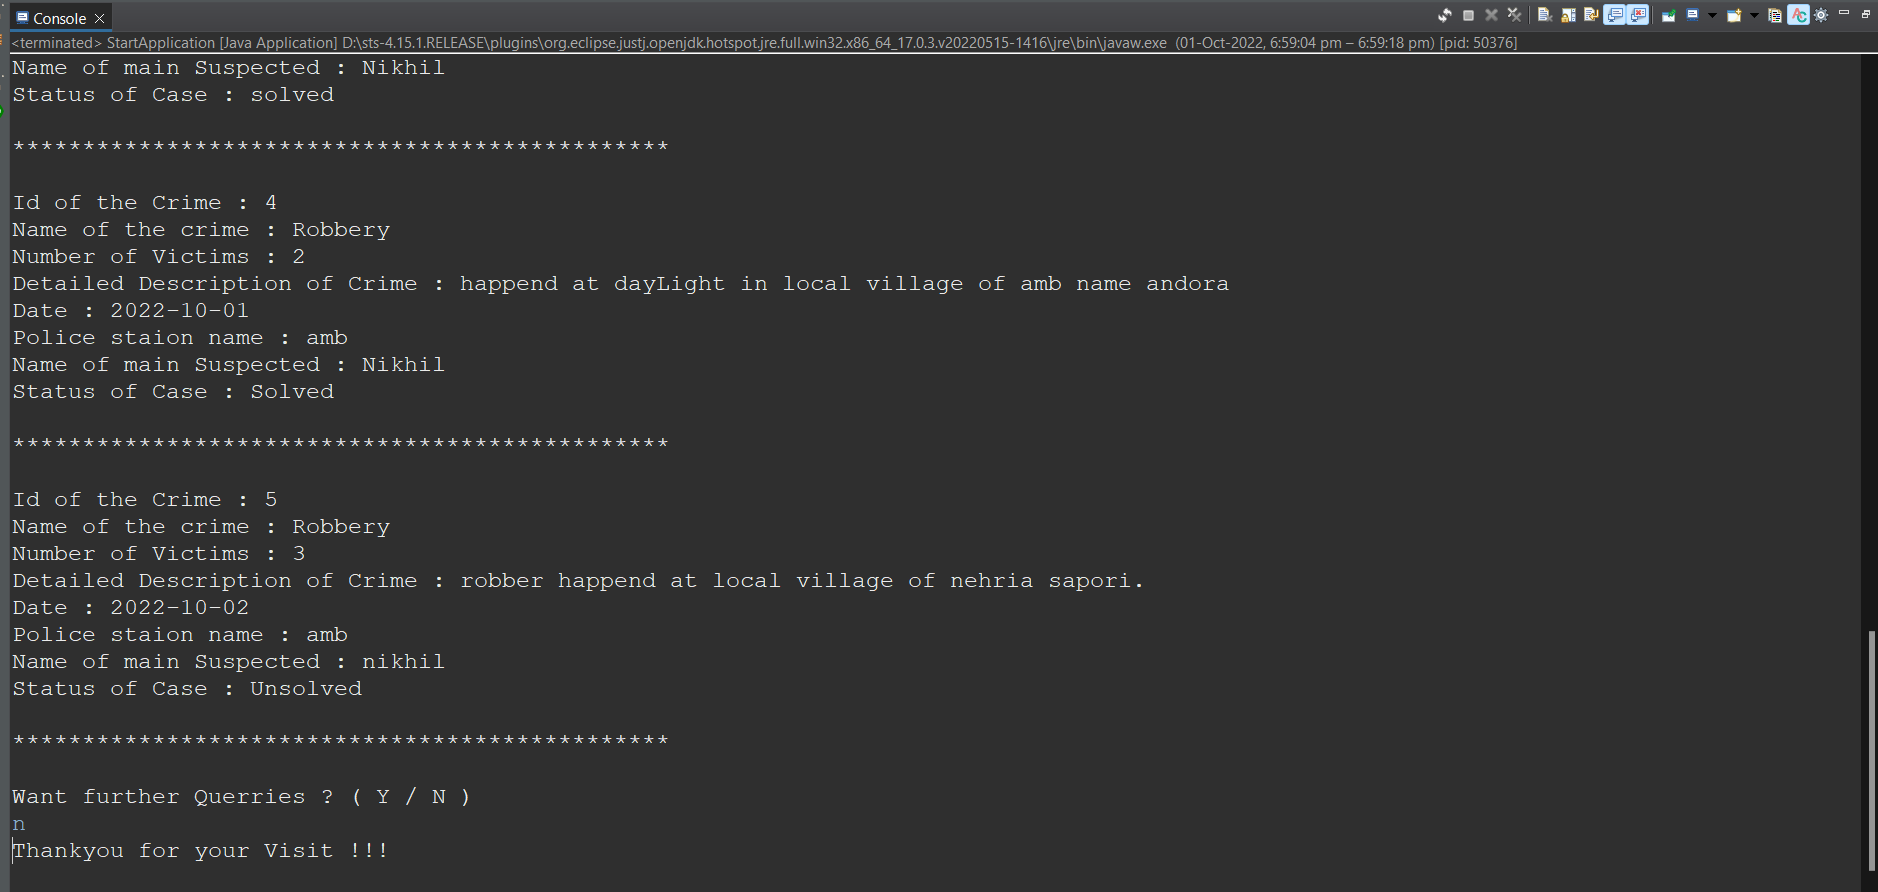 Console
<terminated> StartApplication [Java Application] D:\sts-4.15.1.RELEASE\plugins\org.eclipse.justj.openjdk.hotspot.jre.full.win32.x86_64_17.0.3.v20220515-1416\jre\bin\javaw.exe (01-Oct-2022, 6:59:04 pm – 6:59:18 pm) [pid: 50376]
Name of main Suspected : Nikhil
Status of Case : solved
***********************************************
Id of the Crime : 4
Name of the crime : Robbery
Number of Victims : 2
Detailed Description of Crime : happend at dayLight in local village of amb name andora
Date : 2022-10-01
Police staion name : amb
Name of main Suspected : Nikhil
Status of Case : Solved
***********************************************
Id of the Crime : 5
Name of the crime : Robbery
Number of Victims : 3
Detailed Description of Crime : robber happend at local village of nehria sapori.
Date : 2022-10-02
Police staion name : amb
Name of main Suspected : nikhil
Status of Case : Unsolved
***********************************************
Want further Querries ? ( Y / N )
n
Thankyou for your Visit !!!